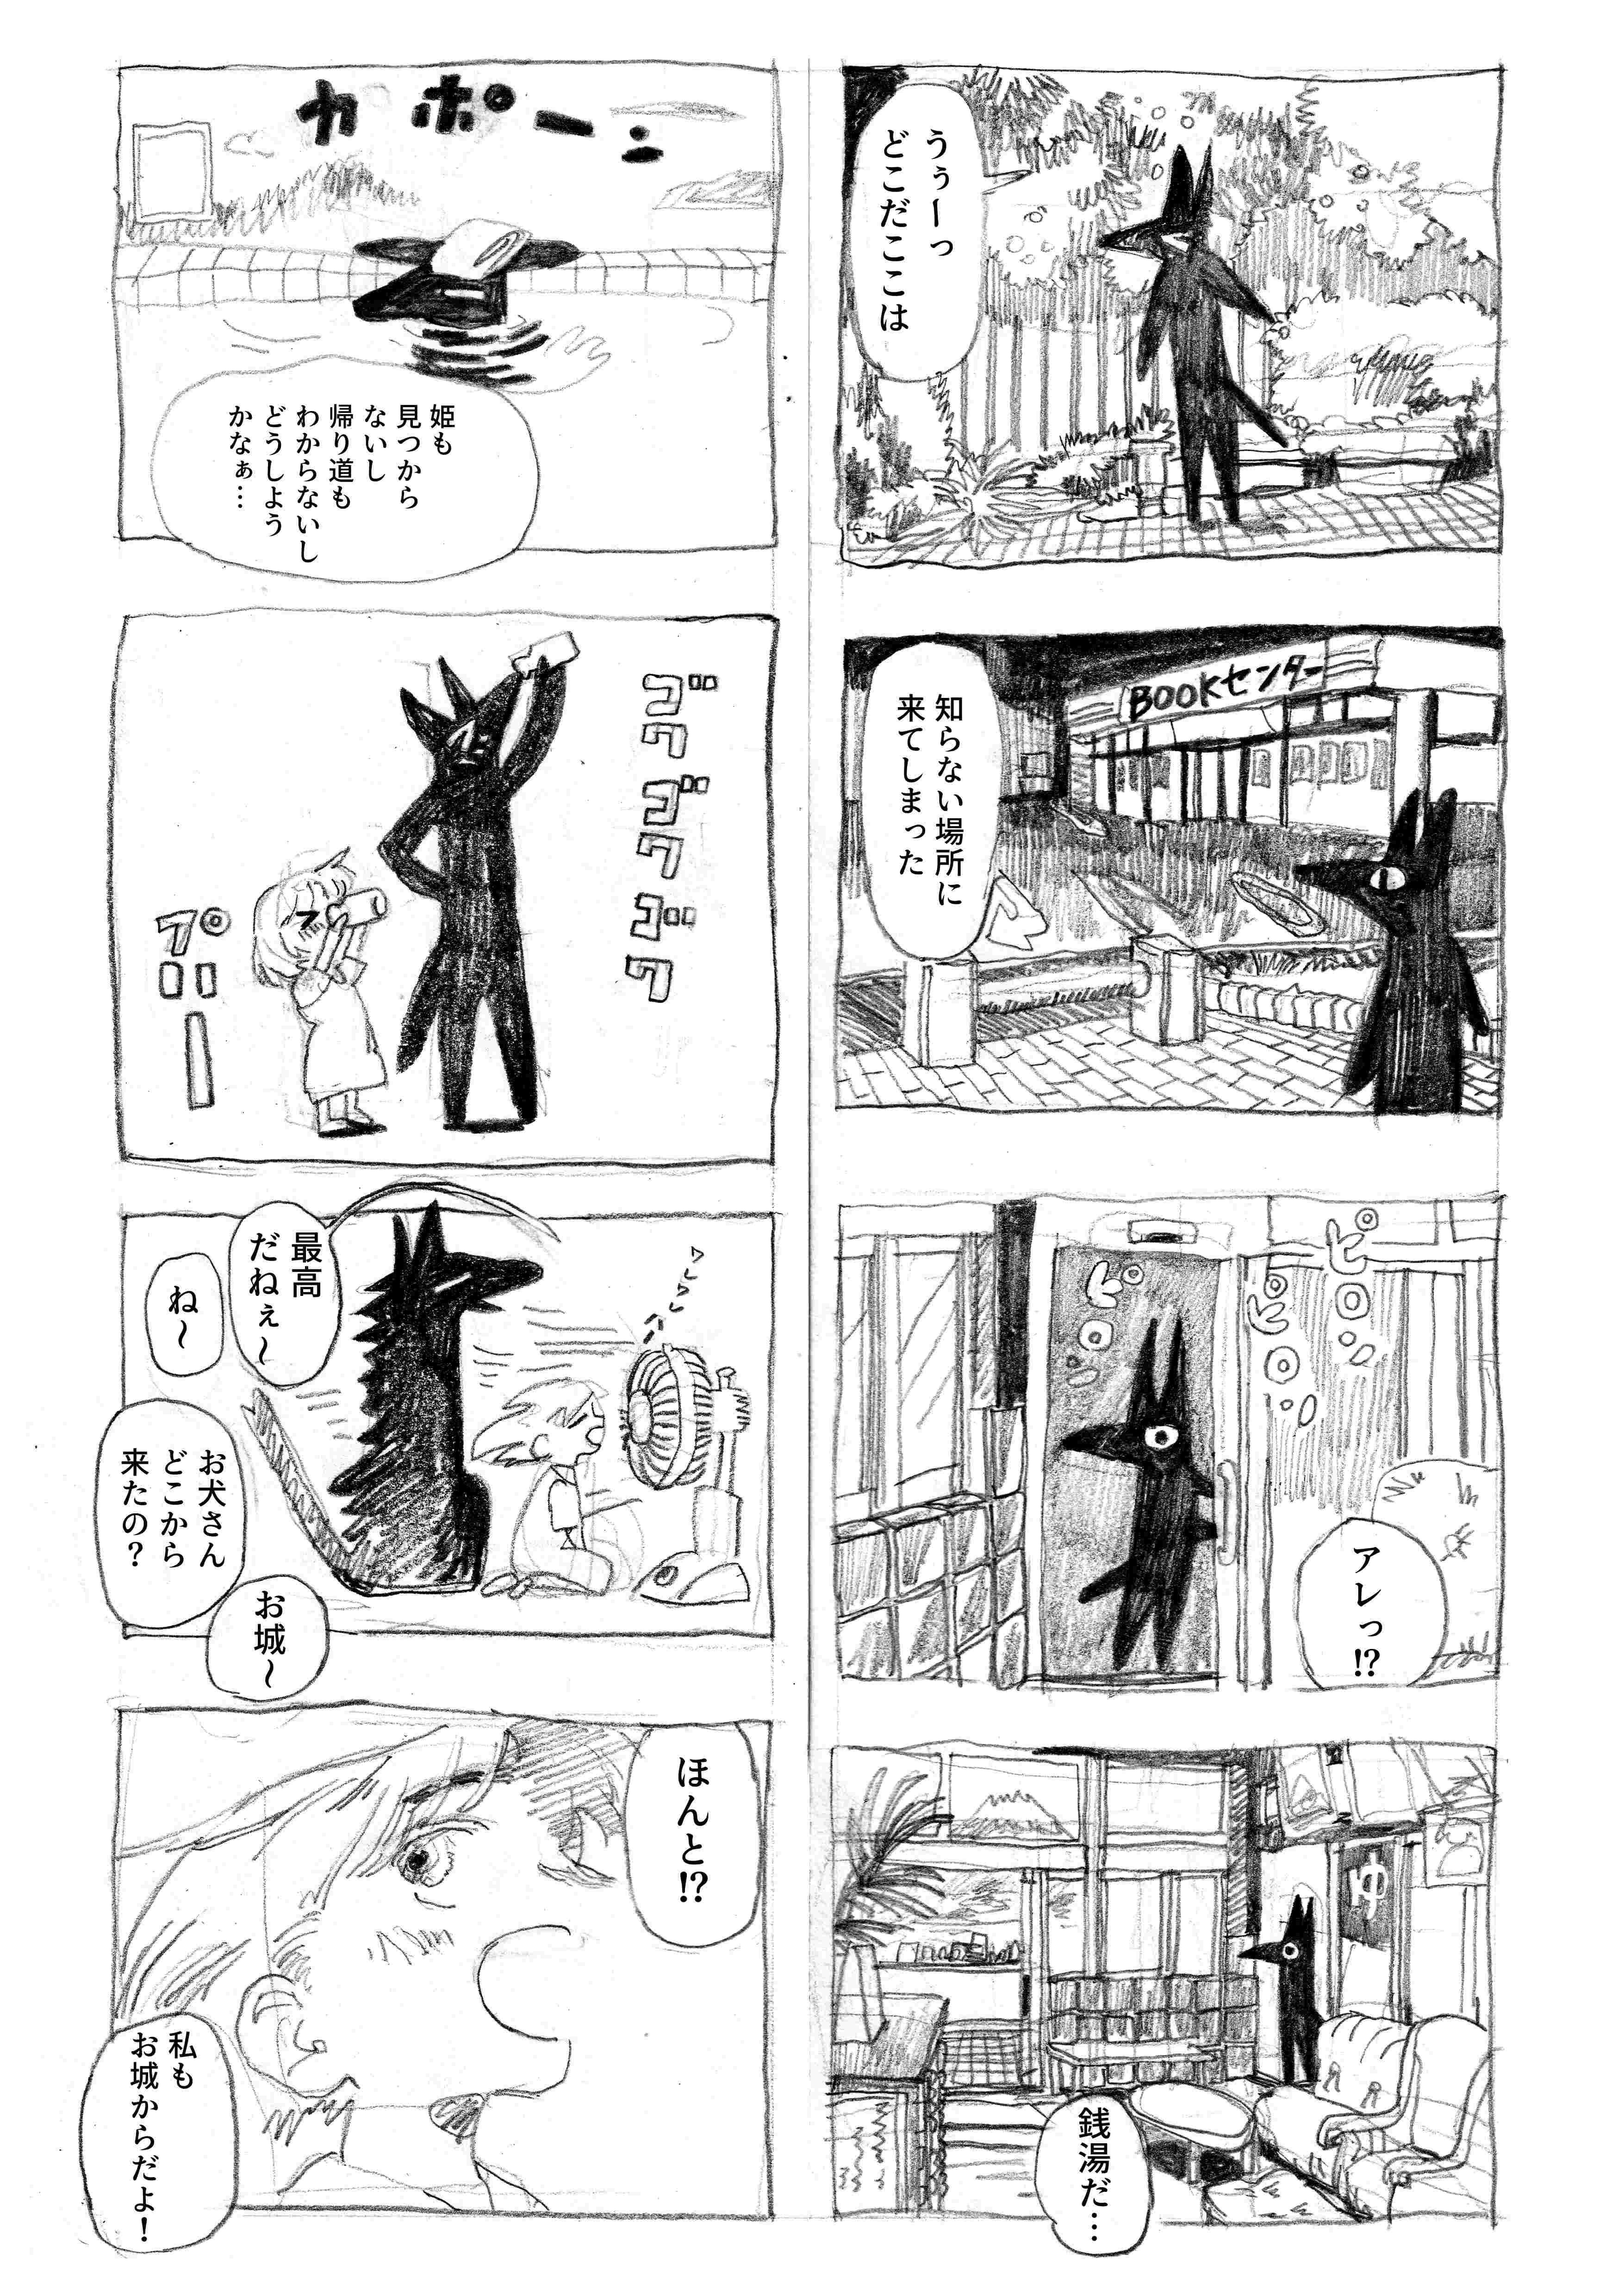 うぅーっ
どこだここは
BOOKセンター
知らない場所に
来てしまった
ピロン
ピロン
ピロン
アレっ!?
ゆ
銭湯だ…
カポーン
姫も
見つから
ないし
帰り道も
わからないし
どうしよう
かなぁ…
ゴクゴクゴク
プハー
最高
だねぇ〜
ね〜
お犬さん
どこから
来たの?
お城〜
ほんと!?
私も
お城からだよ!